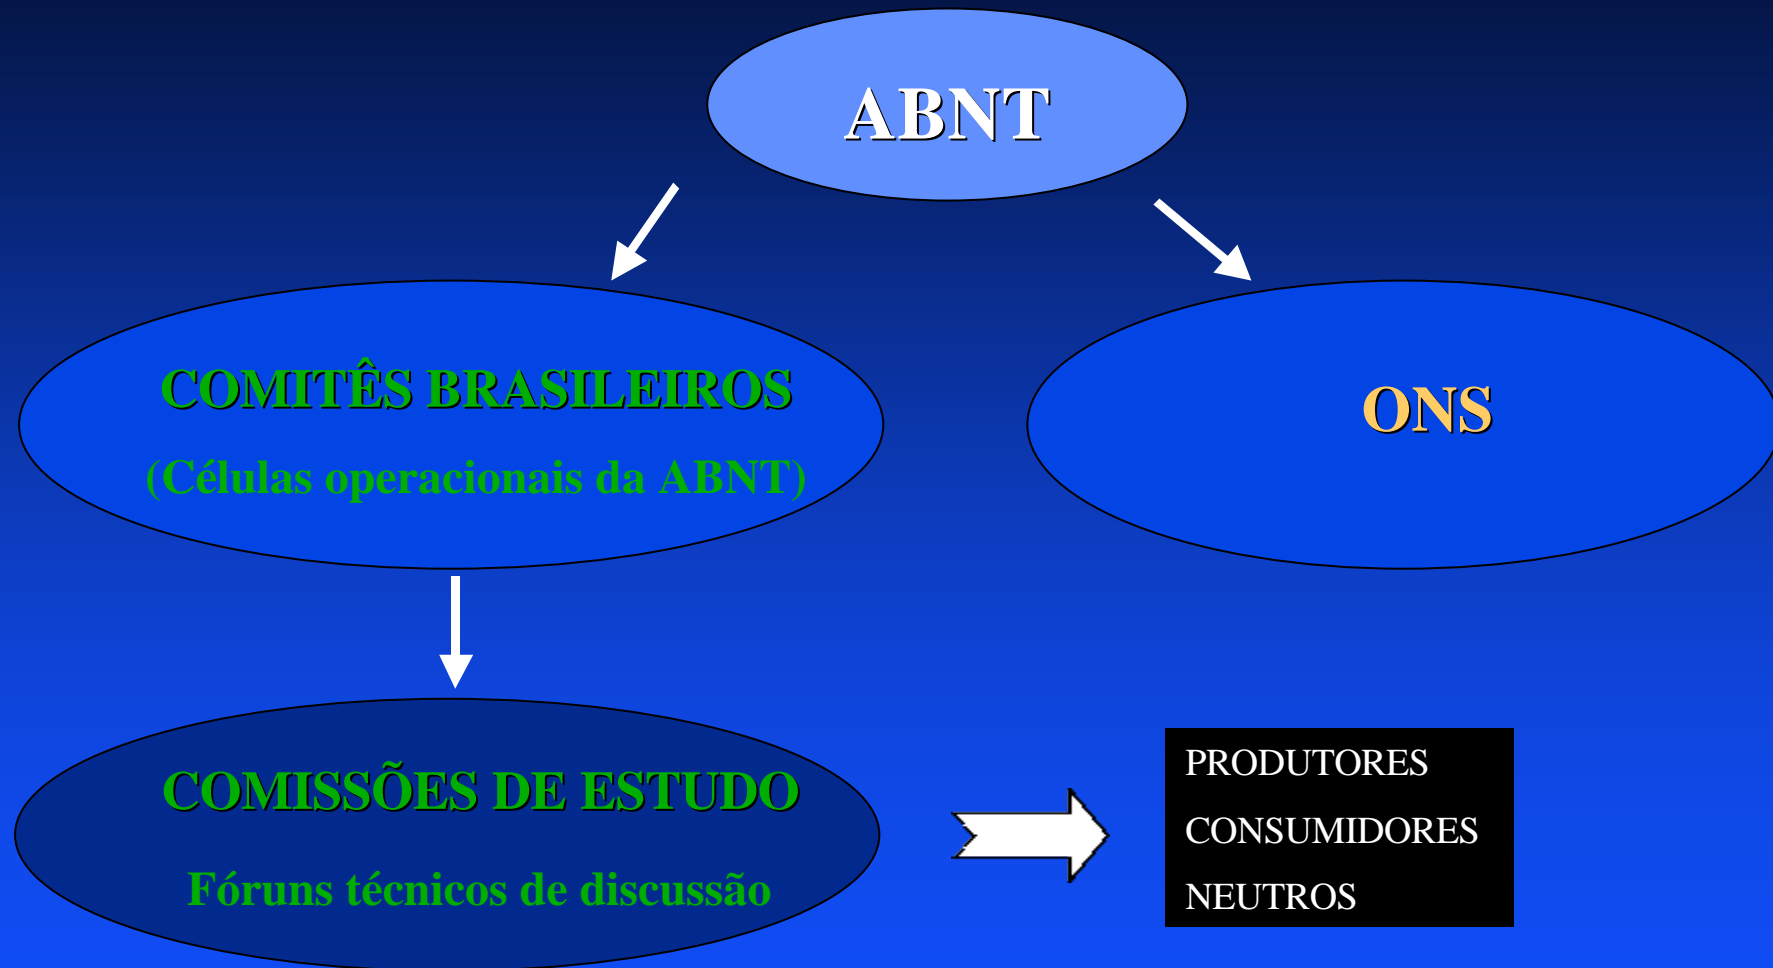 ABNT
COMITÊS BRASILEIROS
(Células operacionais da ABNT)
ONS
COMISSÕES DE ESTUDO
Fóruns técnicos de discussão
PRODUTORES
CONSUMIDORES
NEUTROS